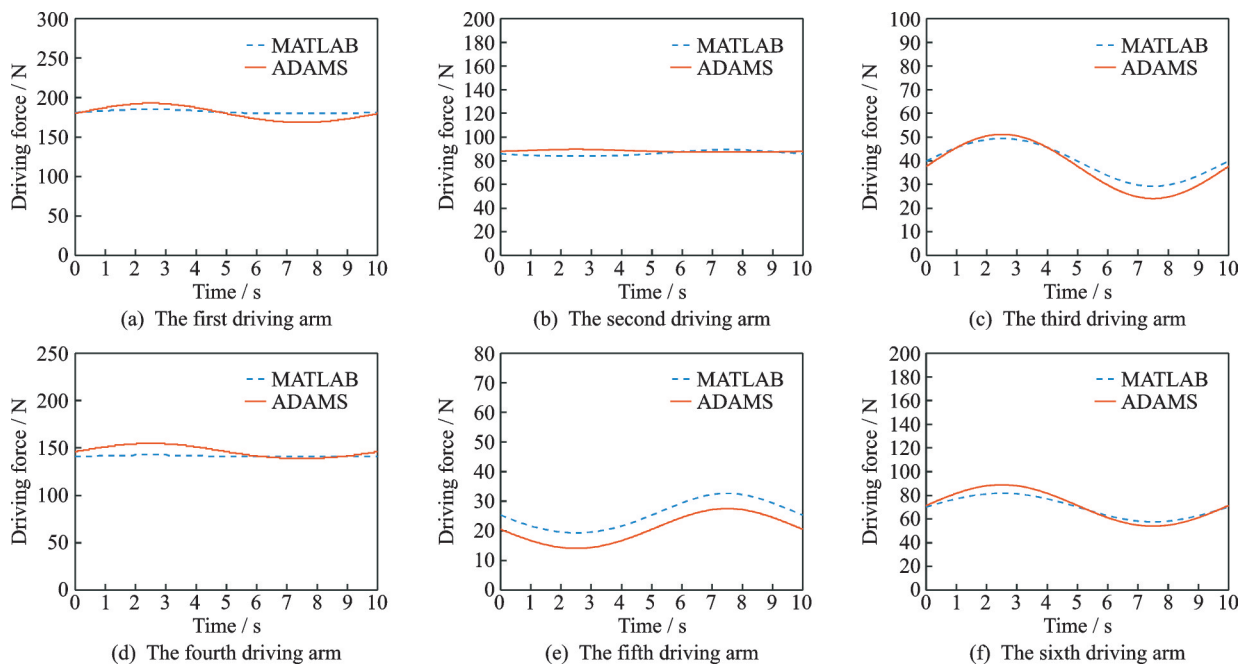 300
250
200
150
100
50
0
Driving force / N
MATLAB
ADAMS
0 1 2 3 4 5 6 7 8 9 10
Time / s
(a) The first driving arm
200
180
160
140
120
100
80
60
40
20
0
Driving force / N
MATLAB
ADAMS
0 1 2 3 4 5 6 7 8 9 10
Time / s
(b) The second driving arm
100
90
80
70
60
50
40
30
20
10
0
Driving force / N
MATLAB
ADAMS
0 1 2 3 4 5 6 7 8 9 10
Time / s
(c) The third driving arm
250
200
150
100
50
0
Driving force / N
MATLAB
ADAMS
0 1 2 3 4 5 6 7 8 9 10
Time / s
(d) The fourth driving arm
80
70
60
50
40
30
20
10
0
Driving force / N
MATLAB
ADAMS
0 1 2 3 4 5 6 7 8 9 10
Time / s
(e) The fifth driving arm
200
180
160
140
120
100
80
60
40
20
0
Driving force / N
MATLAB
ADAMS
0 1 2 3 4 5 6 7 8 9 10
Time / s
(f) The sixth driving arm